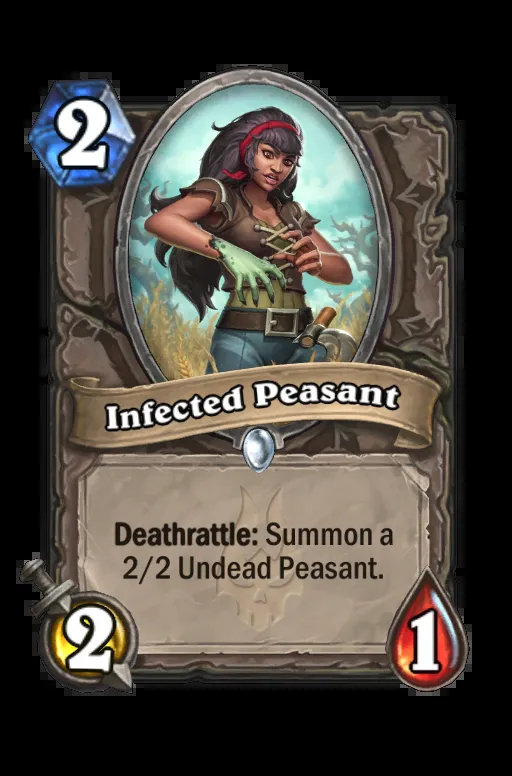 2
Infected Peasant
Deathrattle: Summon a
2/2 Undead Peasant.
2
1